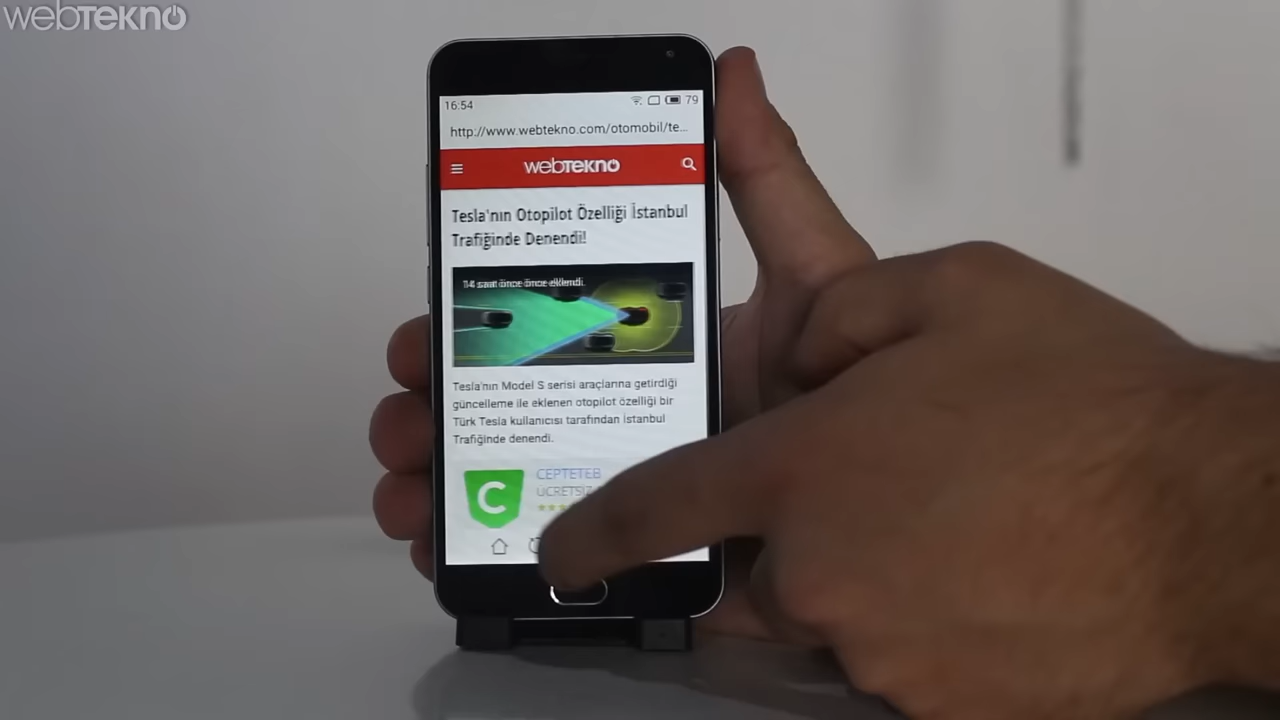 webTEKNO
16:54
79
http://www.webtekno.com/otomobil/te...
webTEKNO
Tesla'nın Otopilot Özelliği İstanbul
Trafiğinde Denendi!
14 saat önce önce eklendi.
Tesla'nın Model S serisi araçlarına getirdiği
güncelleme ile eklenen otopilot özelliği bir
Türk Tesla kullanıcısı tarafından İstanbul
Trafiğinde denendi.
C
CEPTETEB
ÜCRETSİZ